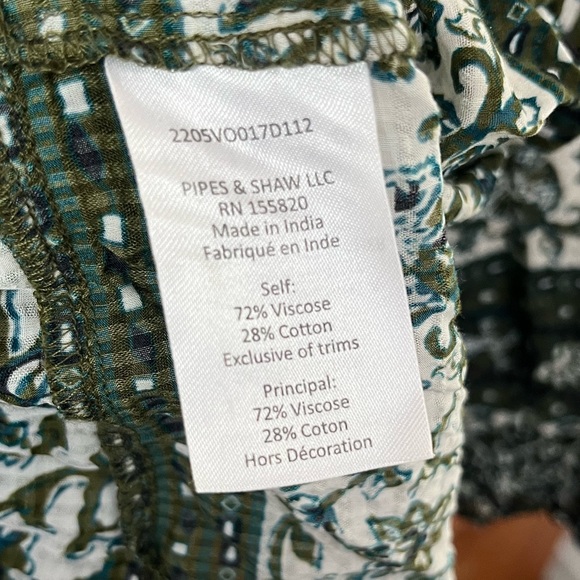 2205VO017D112
PIPES & SHAW LLC
RN 155820
Made in India
Fabriqué en Inde
Self:
72% Viscose
28% Cotton
Exclusive of trims
Principal:
72% Viscose
28% Coton
Hors Décoration